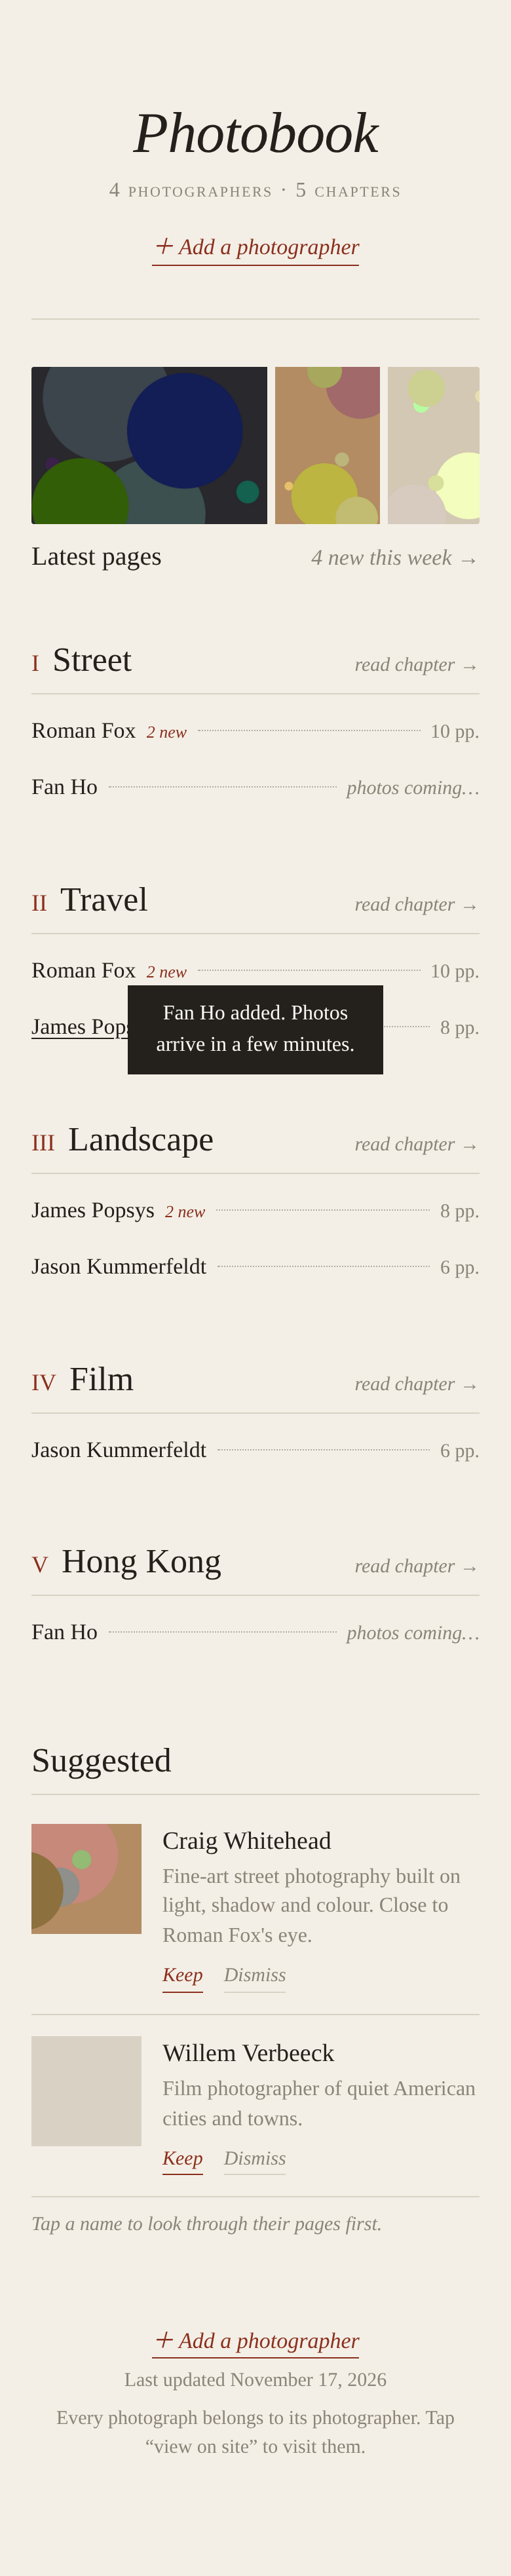 Photobook
4 PHOTOGRAPHERS · 5 CHAPTERS
+ Add a photographer
Latest pages 4 new this week →
I Street read chapter →
Roman Fox 2 new 10 pp.
Fan Ho photos coming…
II Travel read chapter →
Roman Fox 2 new 10 pp.
Fan Ho added. Photos
arrive in a few minutes.
James 8 pp.
III Landscape read chapter →
James Popsys 2 new 8 pp.
Jason Kummerfeldt 6 pp.
IV Film read chapter →
Jason Kummerfeldt 6 pp.
V Hong Kong read chapter →
Fan Ho photos coming…
Suggested
Craig Whitehead
Fine-art street photography built on
light, shadow and colour. Close to
Roman Fox's eye.
Keep Dismiss
Willem Verbeeck
Film photographer of quiet American
cities and towns.
Keep Dismiss
Tap a name to look through their pages first.
+ Add a photographer
Last updated November 17, 2026
Every photograph belongs to its photographer. Tap
“view on site” to visit them.